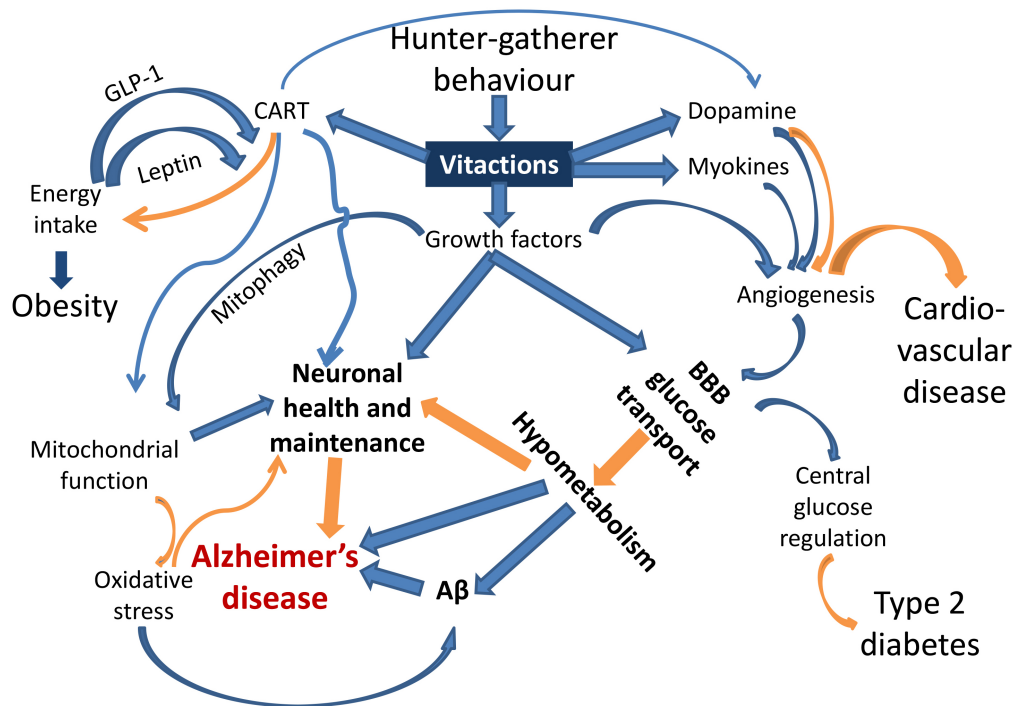 Hunter-gatherer
behaviour
GLP-1
CART
Dopamine
Leptin
Vitactions
Myokines
Energy
intake
Growth factors
Mitophagy
Obesity
Angiogenesis
Cardio-
vascular
disease
Neuronal
health and
maintenance
BBB
glucose
transport
Hypometabolism
Mitochondrial
function
Central
glucose
regulation
Alzheimer’s
disease
Oxidative
stress
Aβ
Type 2
diabetes